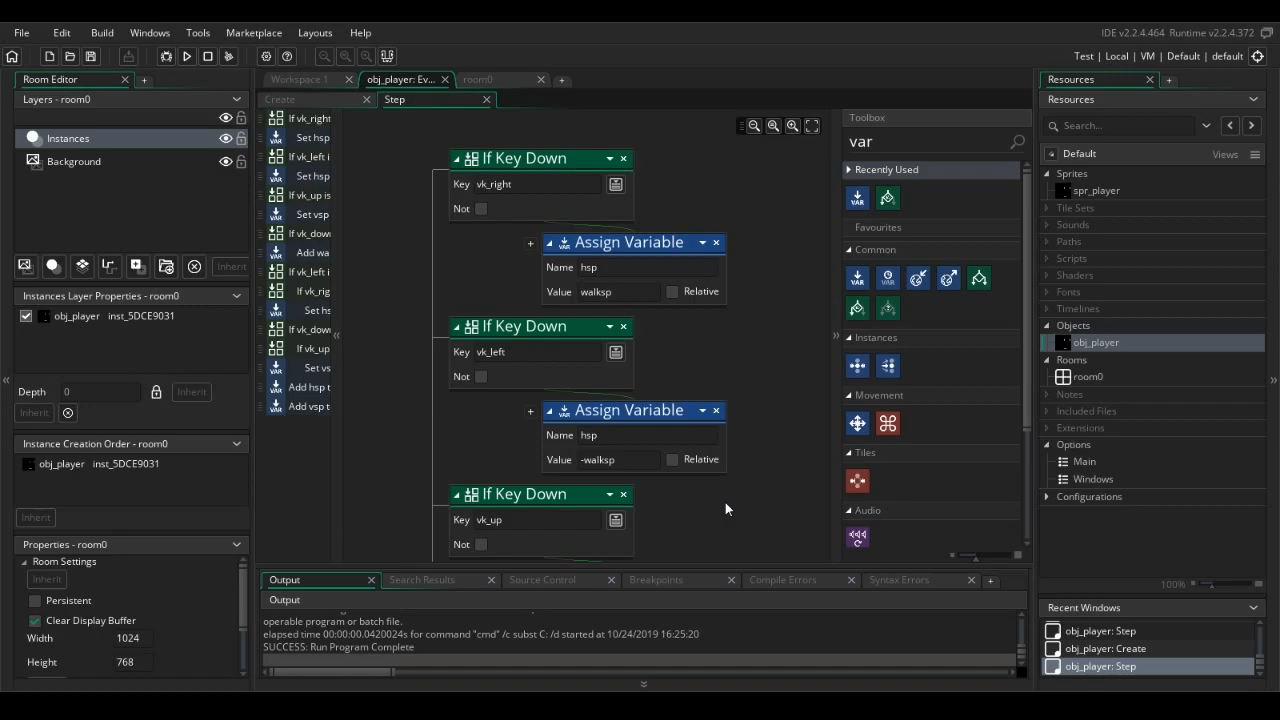 File Edit Build Windows Tools Marketplace Layouts Help
IDE v2.2.4.464 Runtime v2.2.4.372
Test | Local | VM | Default | default
Room Editor
Layers - room0
Instances
Background
Inherit
Instances Layer Properties - room0
obj_player inst_5DCE9031
Depth 0 Inherit
Inherit
Instance Creation Order - room0
obj_player inst_5DCE9031
Inherit
Properties - room0
Room Settings
Inherit
Persistent
Clear Display Buffer
Width 1024
Height 768
Workspace 1 obj_player: Ev... room0
Create Step
If vk_right
Set hsp
If vk_left i
Set hsp
If vk_up is
Set vsp
If vk_dow
Add wa
If vk_left i
If vk_rig
Set hs
If vk_dow
If vk_up
Set vs
Add hsp t
Add vsp t
If Key Down
Key vk_right
Not
VAR Assign Variable
Name hsp
Value walksp Relative
If Key Down
Key vk_left
Not
VAR Assign Variable
Name hsp
Value -walksp Relative
If Key Down
Key vk_up
Not
Toolbox
var
Recently Used
VAR
Favourites
Common
VAR VAR
Instances
Movement
Tiles
Audio
Output Search Results Source Control Breakpoints Compile Errors Syntax Errors
Output
operable program or batch file.
elapsed time 00:00:00.0420024s for command "cmd" /c subst C: /d started at 10/24/2019 16:25:20
SUCCESS: Run Program Complete
Resources
Resources
Search...
Default Views
Sprites
spr_player
Tile Sets
Sounds
Paths
Scripts
Shaders
Fonts
Timelines
Objects
obj_player
Rooms
room0
Notes
Included Files
Extensions
Options
Main
Windows
Configurations
100%
Recent Windows
obj_player: Step
obj_player: Create
obj_player: Step